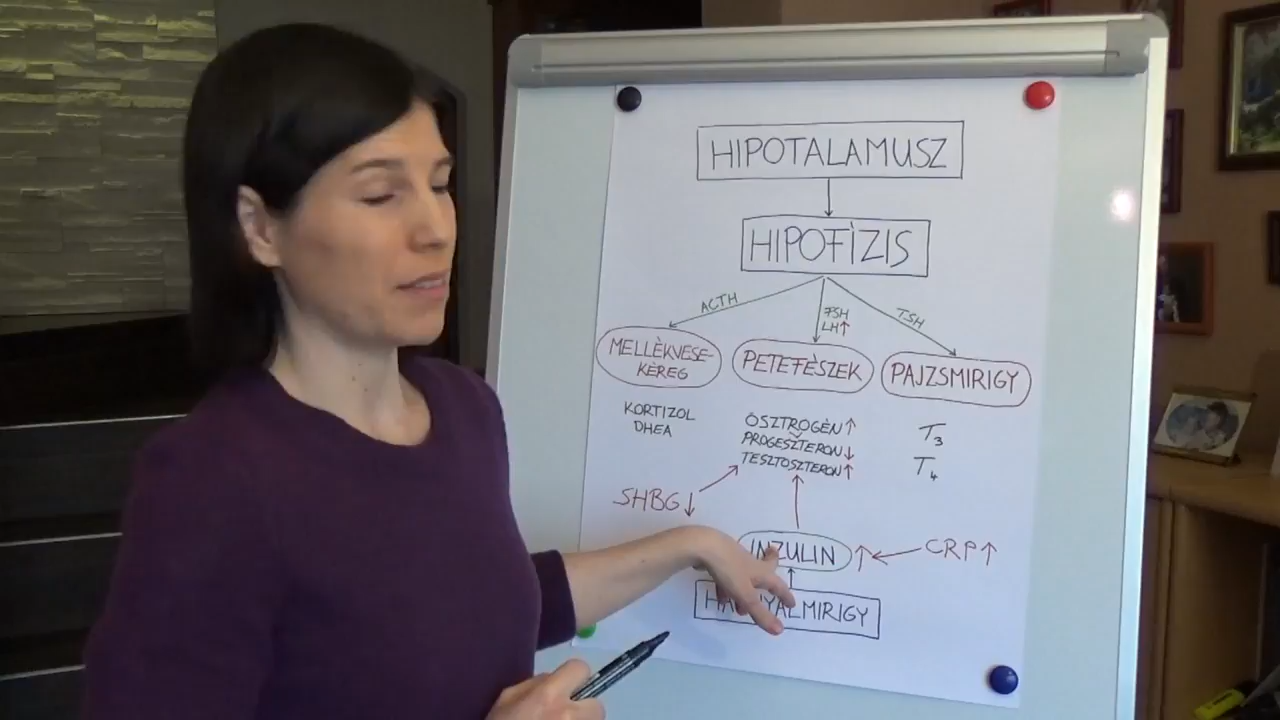 HIPOTALAMUSZ
HIPOFÍZIS
ACTH
FSH
LH↑
TSH
MELLÉKVESE-
KÉREG
PETEFÉSZEK
PAJZSMIRIGY
KORTIZOL
DHEA
ÖSZTROGÉN↑
PROGESZTERON↓
TESZTOSZTERON↑
T3
T4
SHBG↓
INZULIN ↑
CRP↑